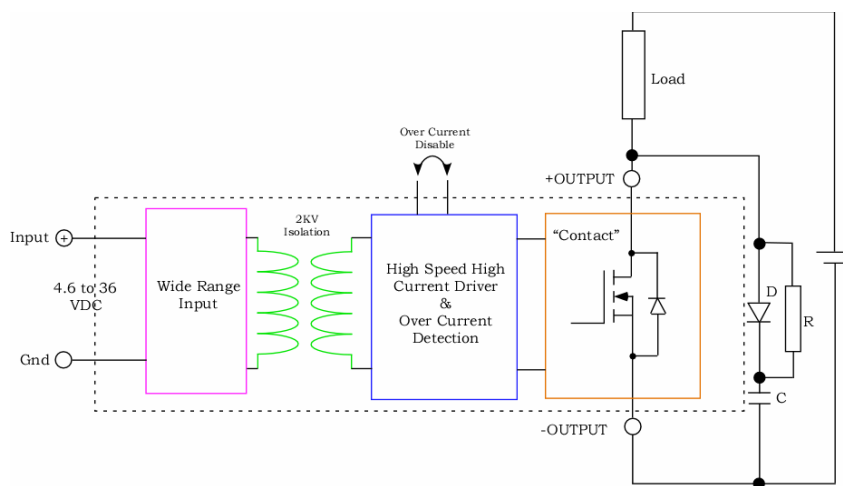 Load
Over Current
Disable
+OUTPUT
2KV
Isolation
Input
+
"Contact"
Wide Range
Input
High Speed High
Current Driver
&
Over Current
Detection
4.6 to 36
VDC
D
R
Gnd
C
-OUTPUT